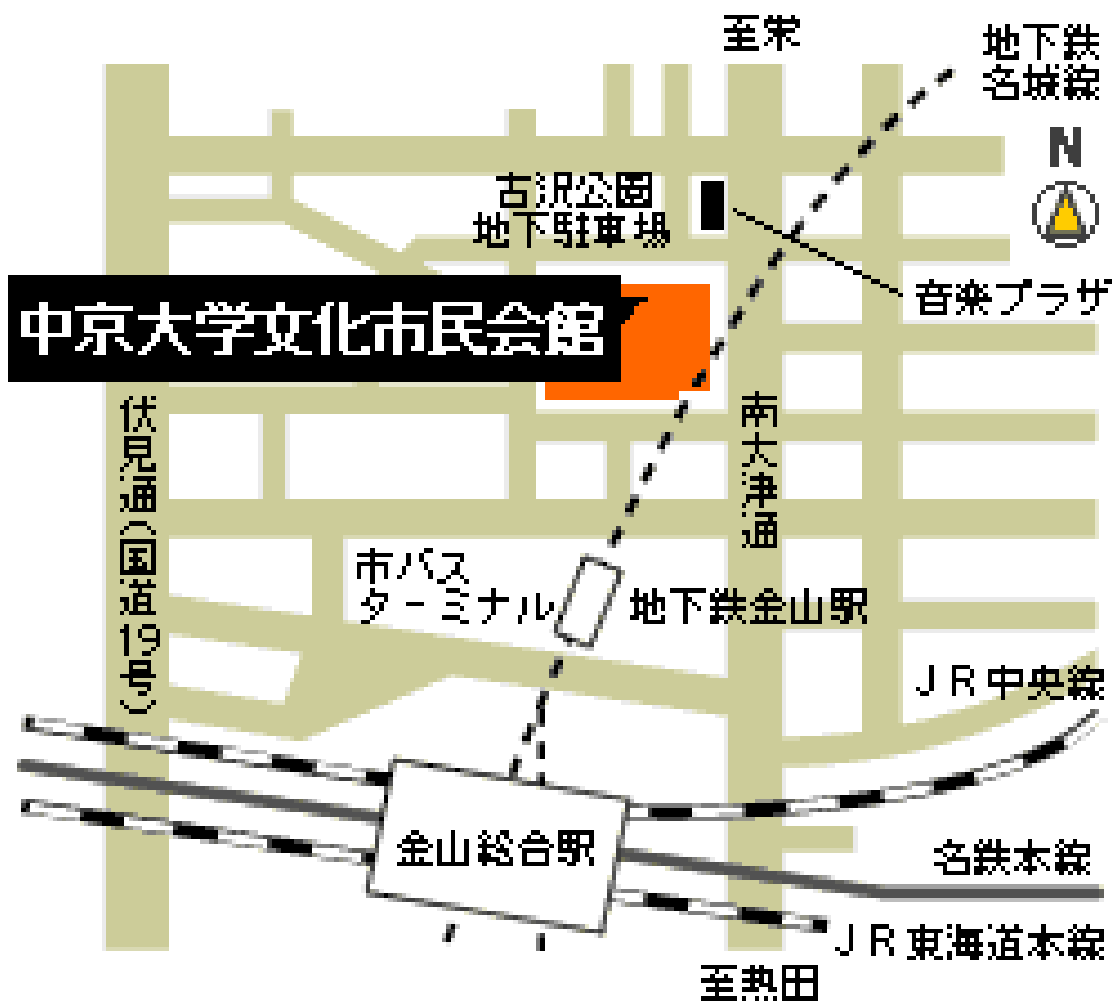 至栄
地下鉄
名城線
N
古沢公園
地下駐車場
音楽プラザ
中京大学文化市民会館
伏見通(国道19号)
南大津通
市バス
ターミナル
地下鉄金山駅
JR中央線
金山総合駅
名鉄本線
JR東海道本線
至熱田